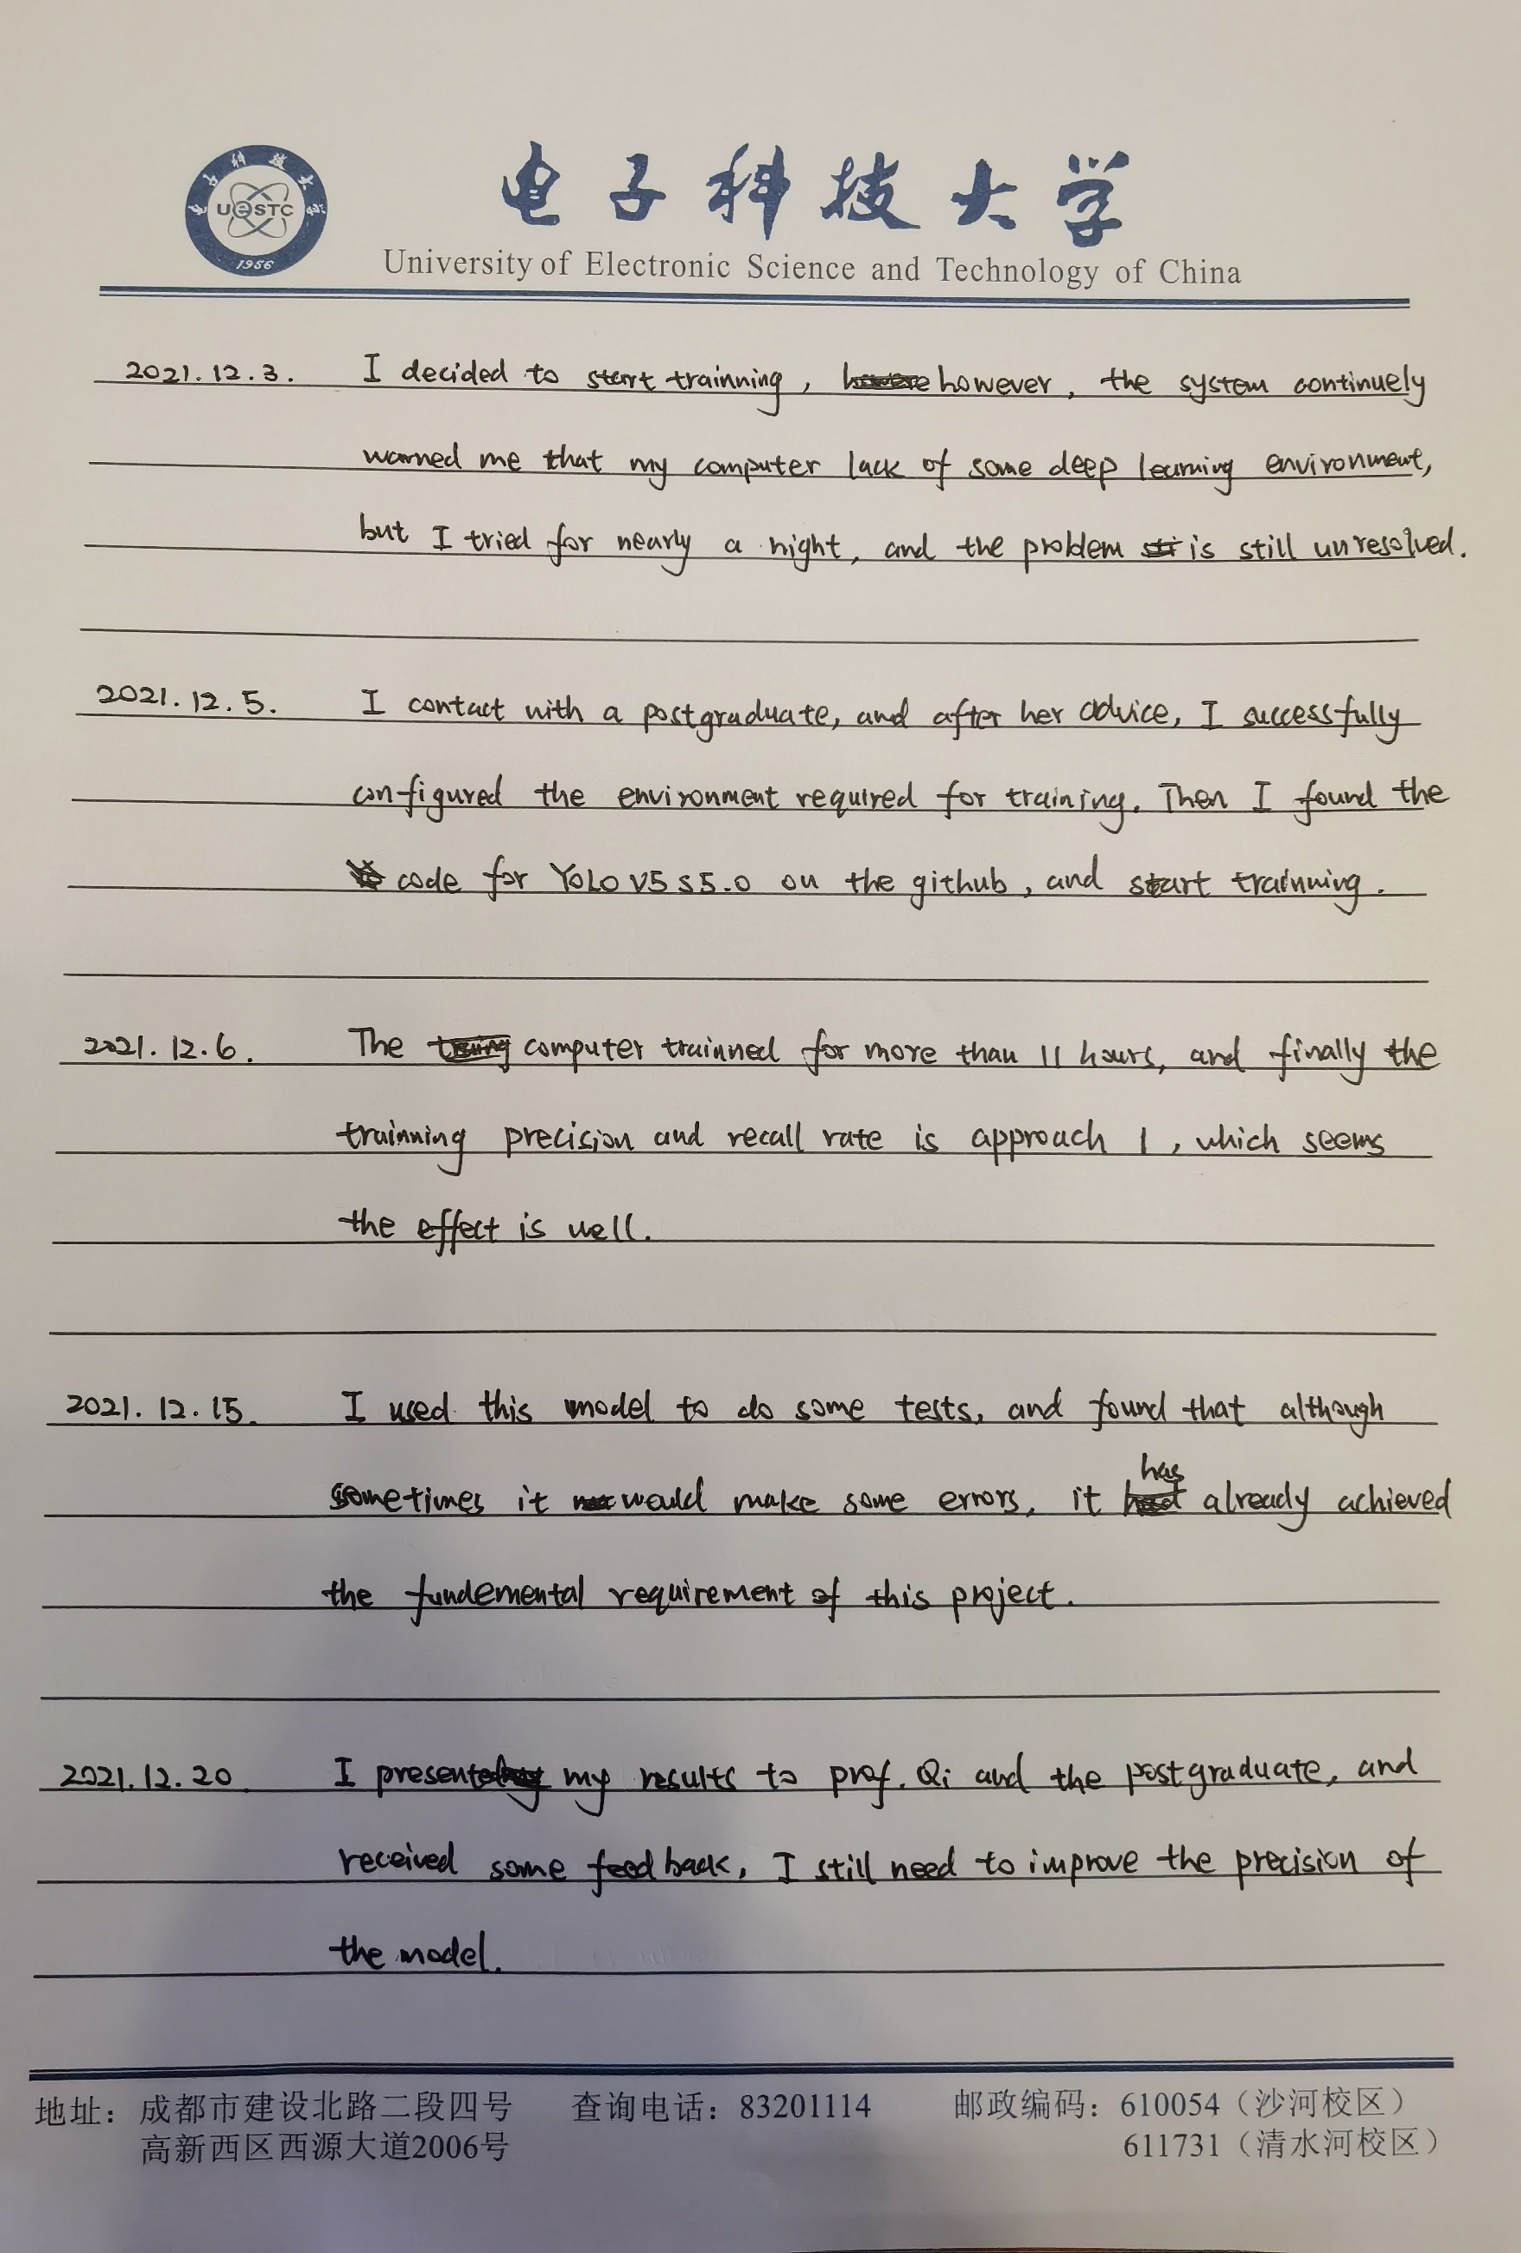 电子科技大学
UESTC
1956
电子科技大学
University of Electronic Science and Technology of China
2021.12.3. I decided to start trainning, however, the system continuely
warned me that my computer lack of some deep learning environment,
but I tried for nearly a night, and the problem is still unresolved.
2021.12.5. I contact with a postgraduate, and after her advice, I successfully
configured the environment required for training. Then I found the
code for YOLO V5 s5.0 on the github, and start trainning.
2021.12.6. The computer trainned for more than 11 hours, and finally the
trainning precision and recall rate is approach 1, which seems
the effect is well.
2021.12.15. I used this model to do some tests, and found that although
sometimes it would make some errors, it has already achieved
the fundemental requirement of this project.
2021.12.20. I presented my results to prof. Qi and the postgraduate, and
received some feedback, I still need to improve the precision of
the model.
地址：成都市建设北路二段四号 查询电话：83201114 邮政编码：610054（沙河校区）
高新西区西源大道2006号 611731（清水河校区）